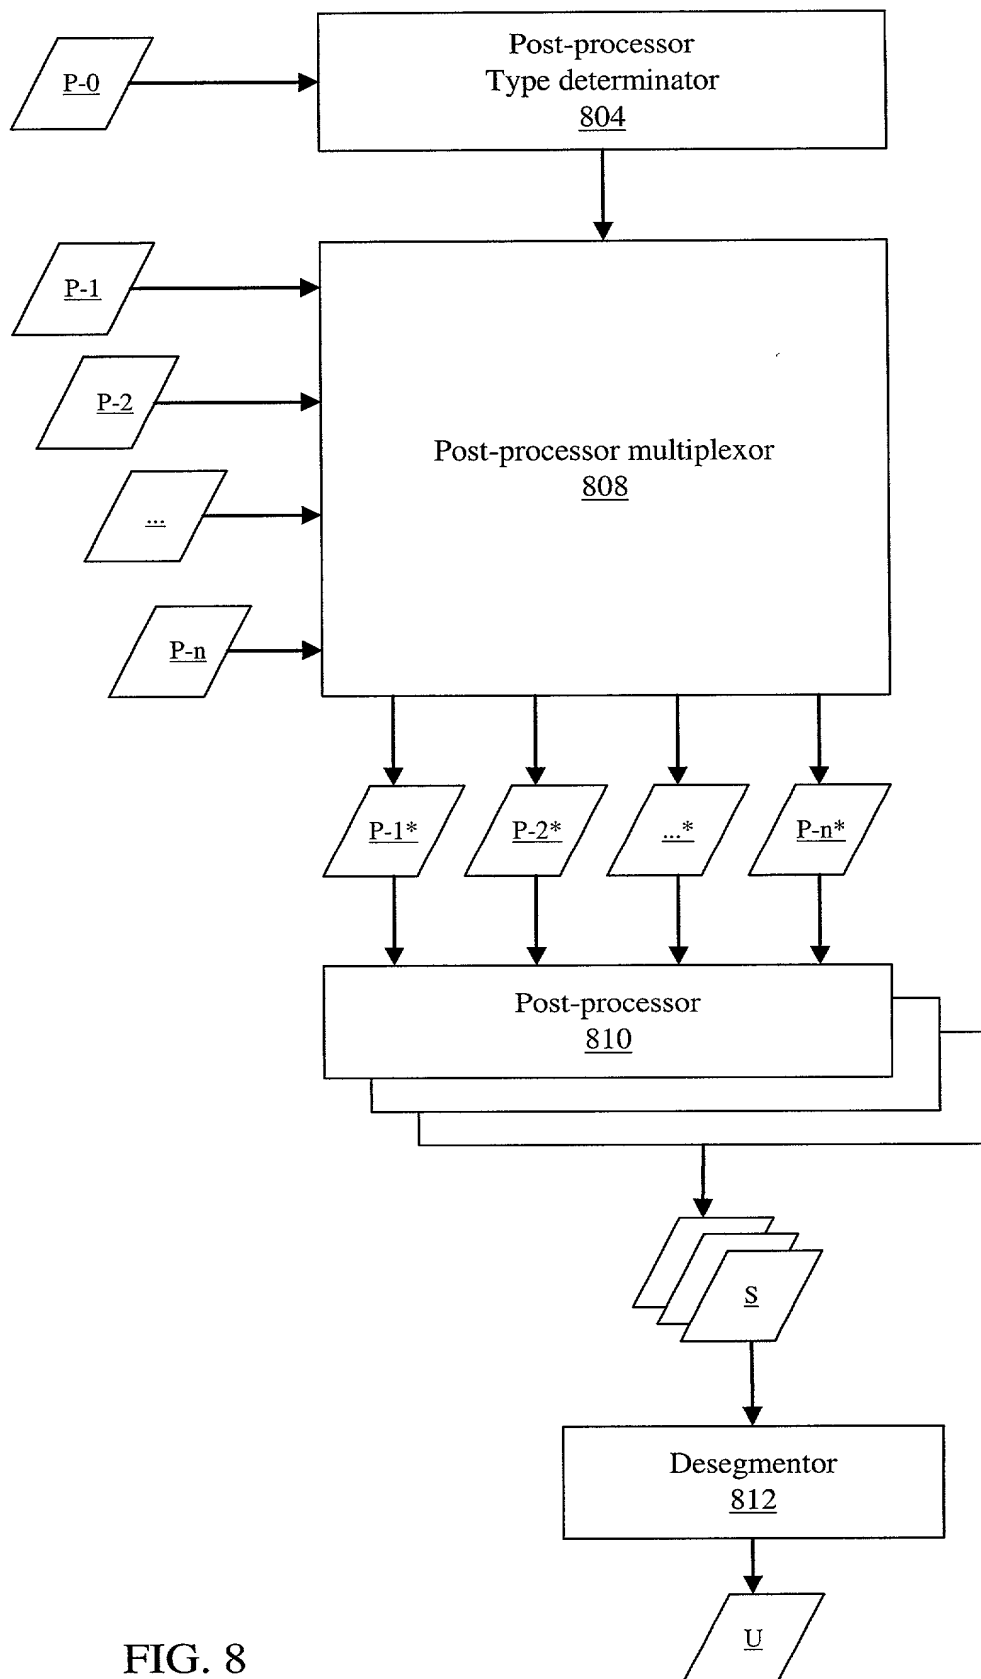 P-0
Post-processor
Type determinator
804
P-1
P-2
...
P-n
Post-processor multiplexor
808
P-1*
P-2*
...*
P-n*
Post-processor
810
S
Desegmentor
812
U
FIG. 8